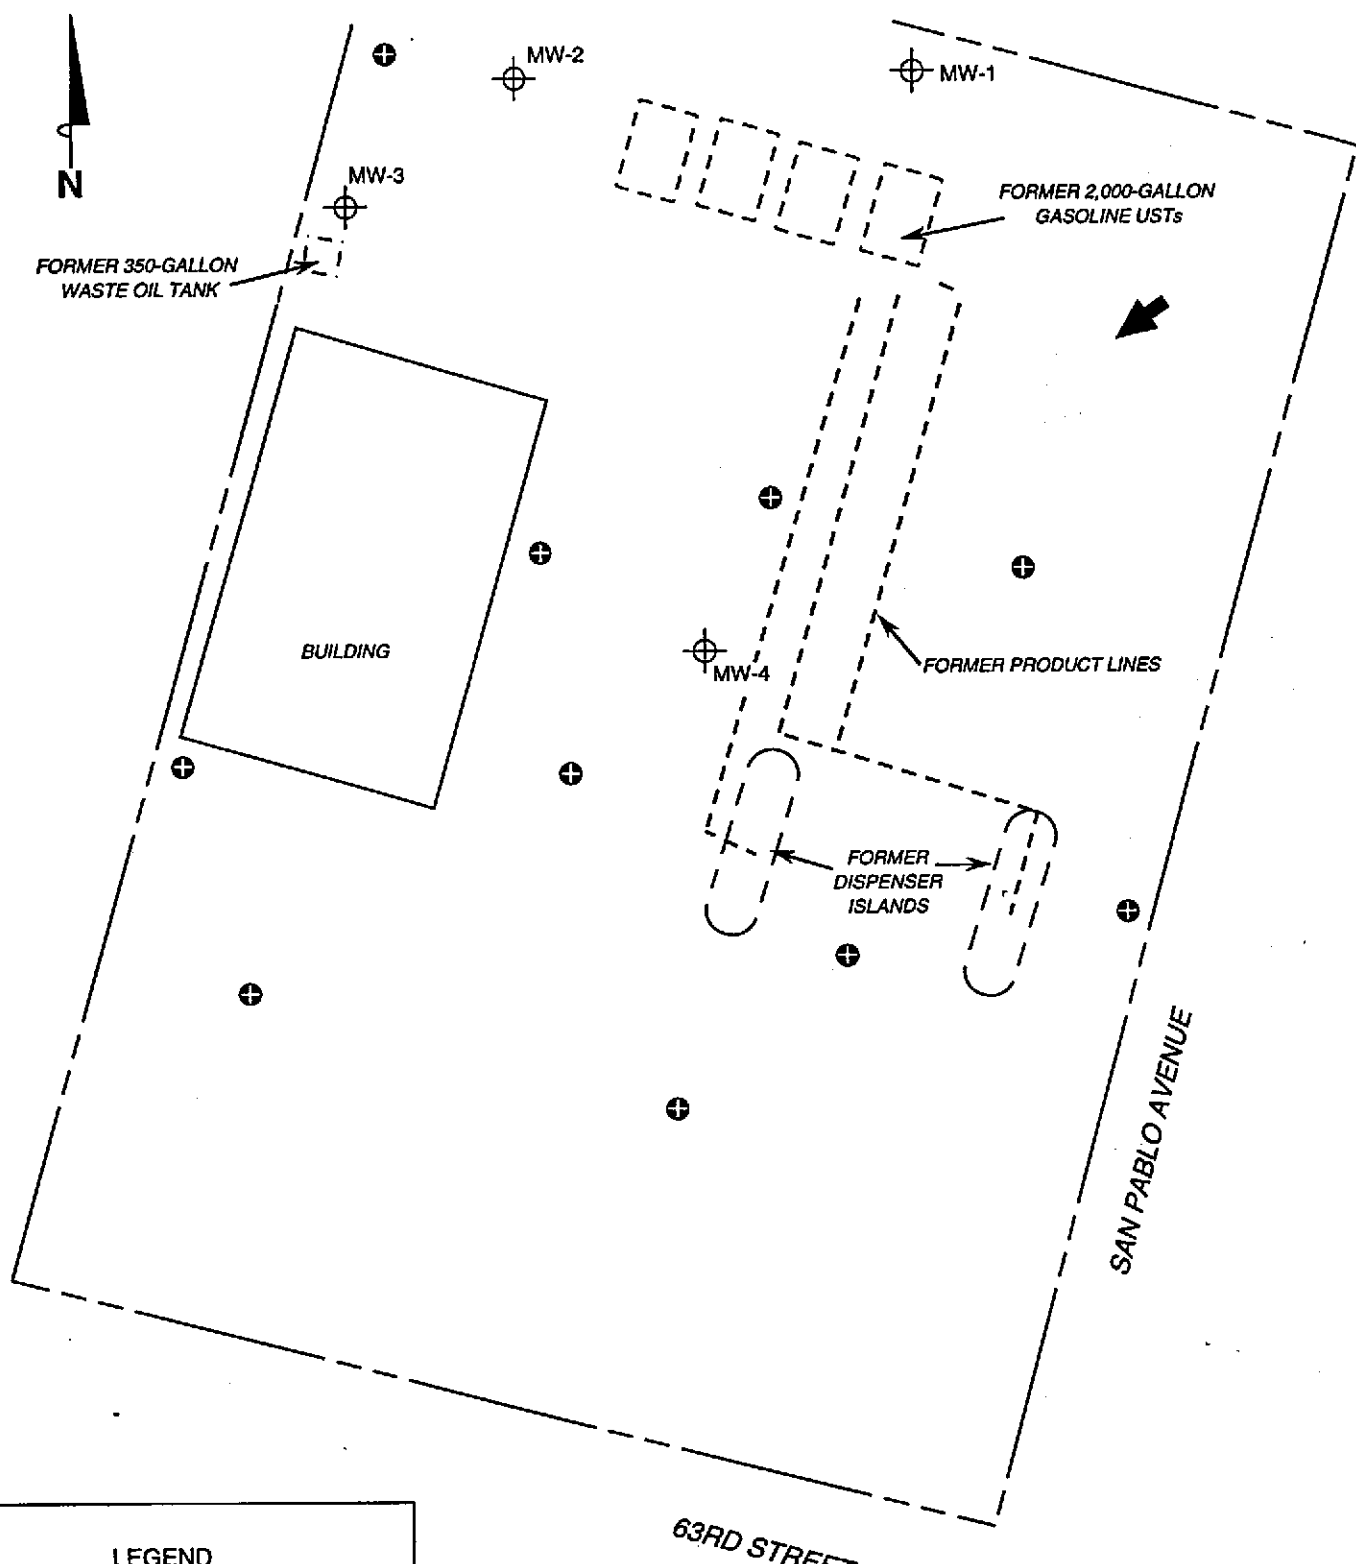 MW-2
MW-1
N
MW-3
FORMER 2,000-GALLON
GASOLINE USTs
FORMER 350-GALLON
WASTE OIL TANK
BUILDING
MW-4
FORMER PRODUCT LINES
FORMER
DISPENSER
ISLANDS
SAN PABLO AVENUE
63RD STREET
LEGEND